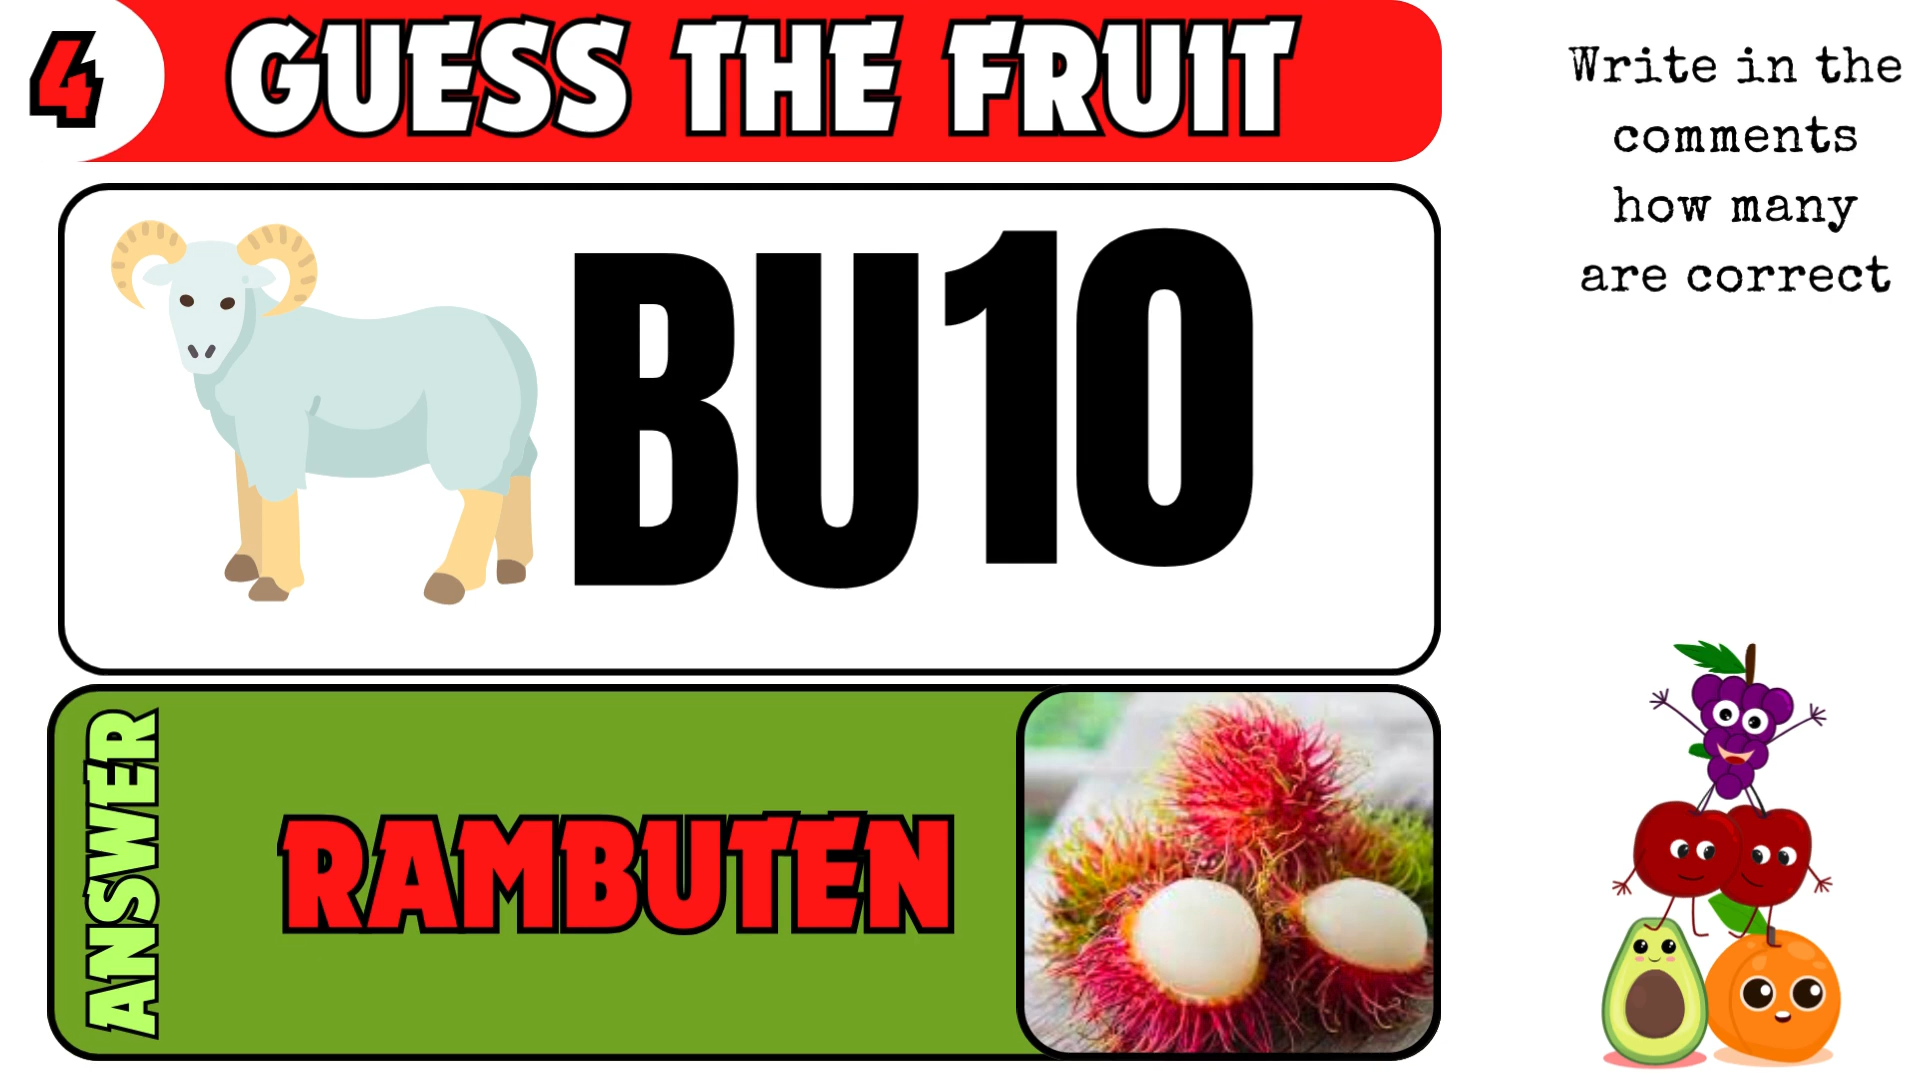 4
GUESS THE FRUIT
Write in the
comments
how many
are correct
BU10
ANSWER
RAMBUTEN